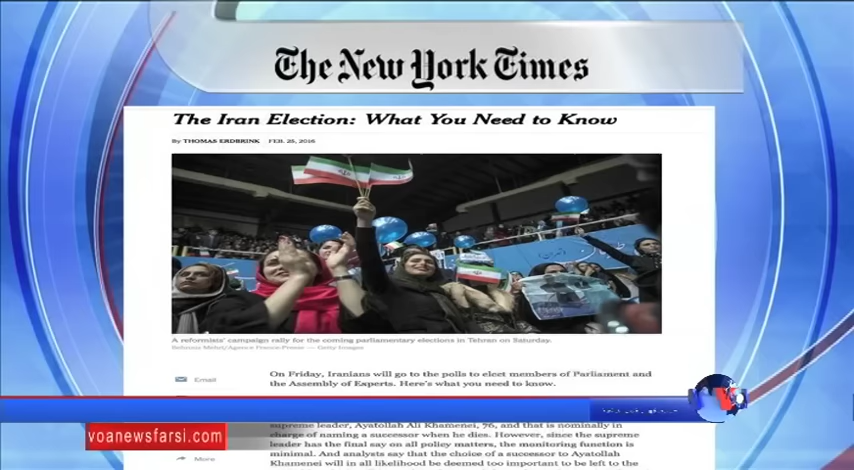 The New York Times
The Iran Election: What You Need to Know
By THOMAS ERDBRINK FEB. 25, 2016
A reformists' campaign rally for the coming parliamentary elections in Tehran on Saturday.
Behrouz Mehri/Agence France-Presse — Getty Images
On Friday, Iranians will go to the polls to elect members of Parliament and
the Assembly of Experts. Here's what you need to know.
Email
supreme leader, Ayatollah Ali Khamenei, 76, and that is nominally in
charge of naming a successor when he dies. However, since the supreme
leader has the final say on all policy matters, the monitoring function is
minimal. And analysts say that the choice of a successor to Ayatollah
More
Khamenei will in all likelihood be deemed too important to be left to the
voanewsfarsi.com